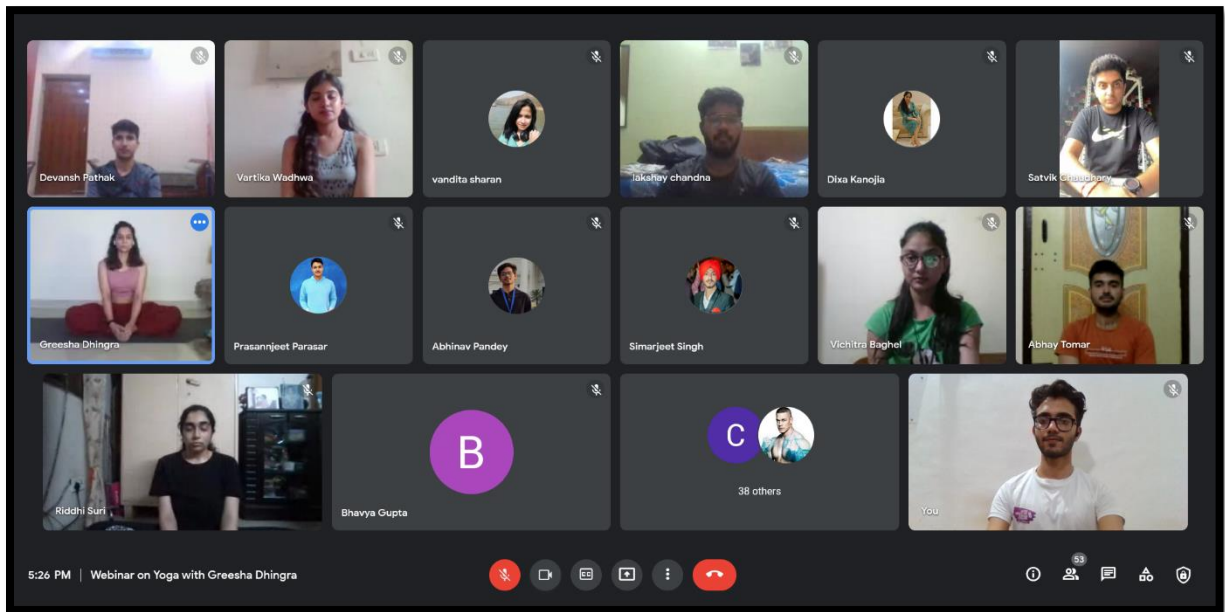 Devansh Pathak
Vartika Wadhwa
vandita sharan
lakshay chandna
Dixa Kanojia
Satvik Chaudhary
Greesha Dhingra
Prasannjeet Parasar
Abhinav Pandey
Simarjeet Singh
Vichitra Baghel
Abhay Tomar
Riddhi Suri
B
Bhavya Gupta
C
38 others
You
5:26 PM | Webinar on Yoga with Greesha Dhingra
CC
53